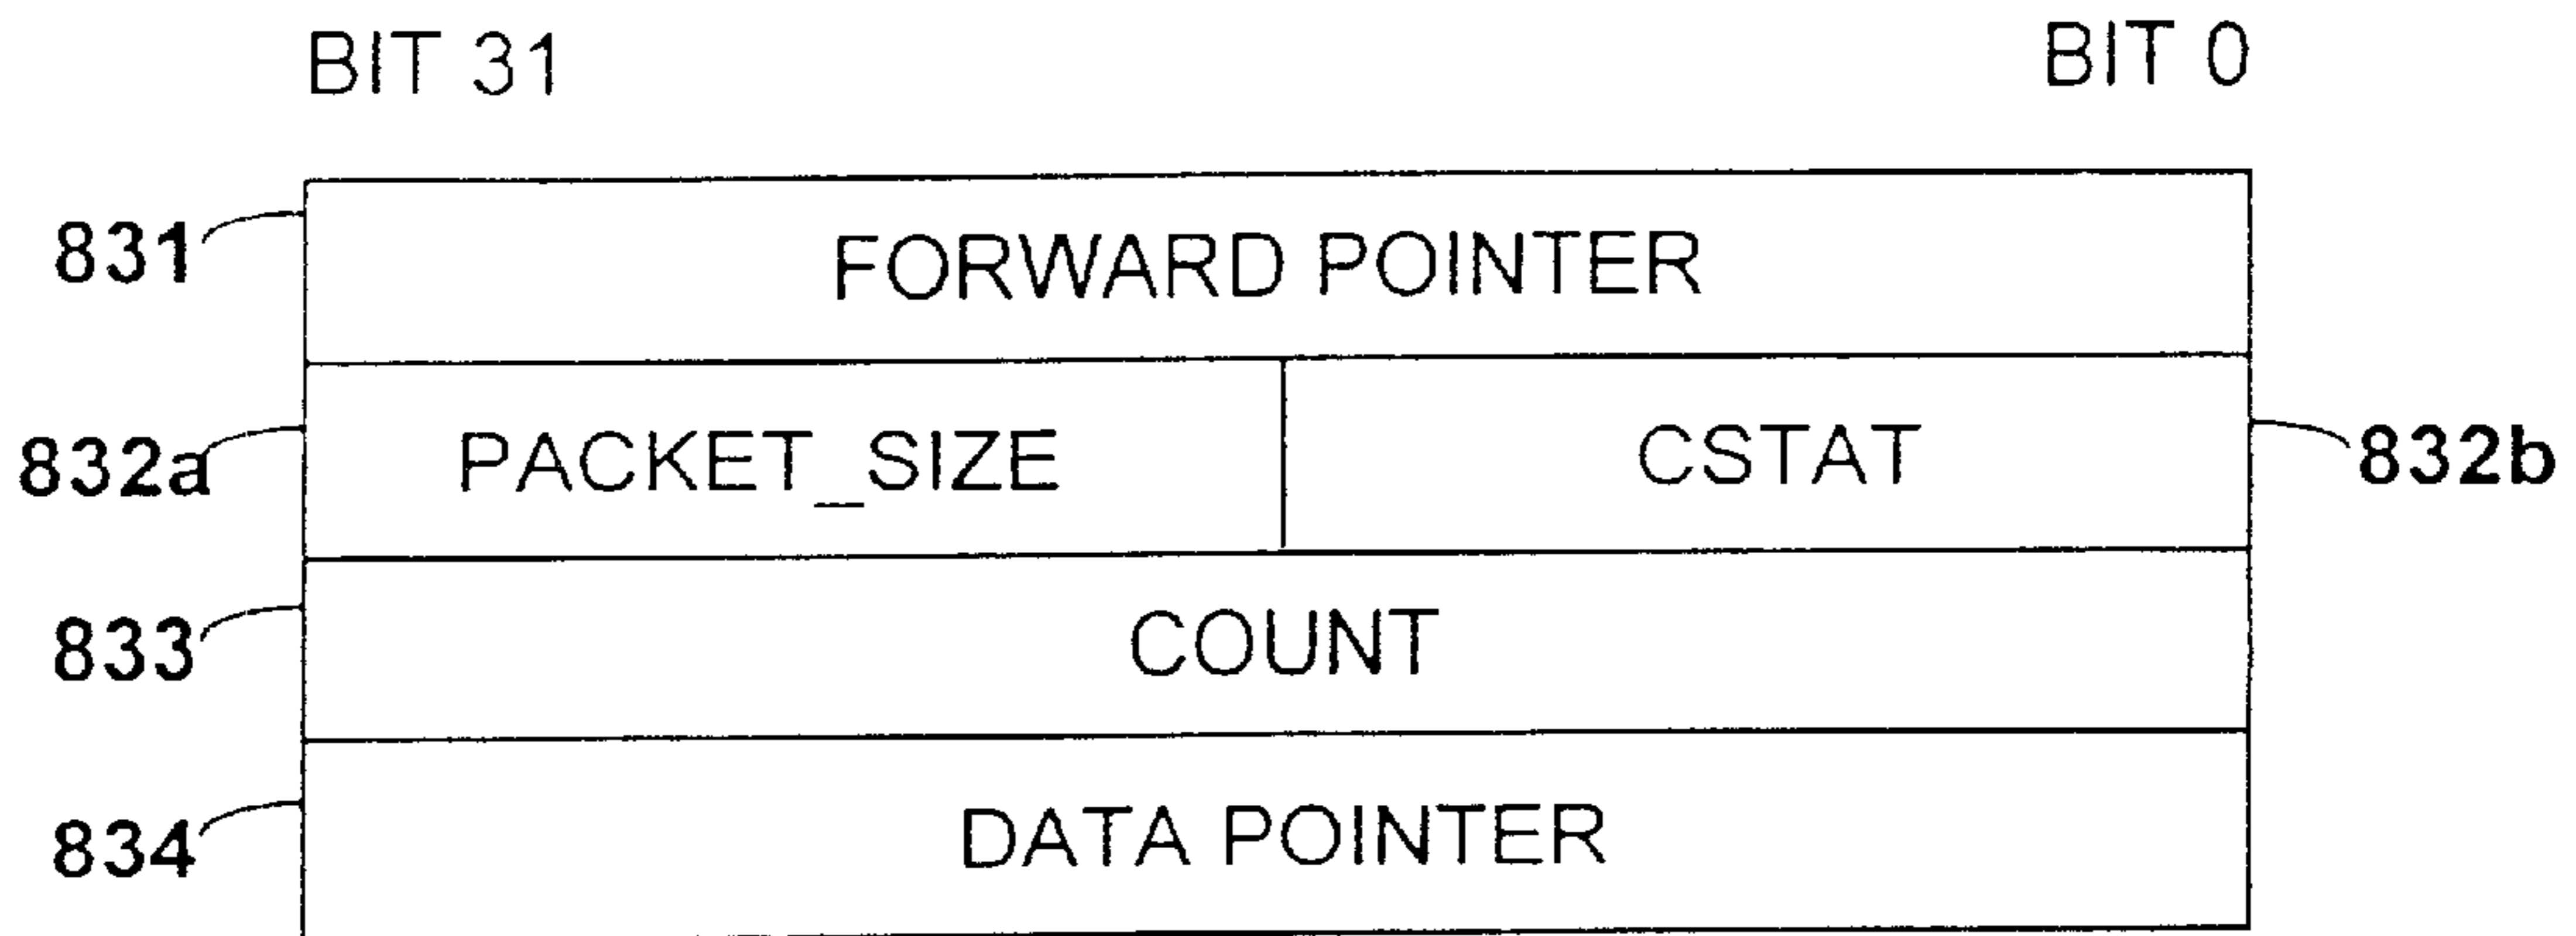 BIT 31 BIT 0
831 FORWARD POINTER
832a PACKET_SIZE CSTAT 832b
833 COUNT
834 DATA POINTER